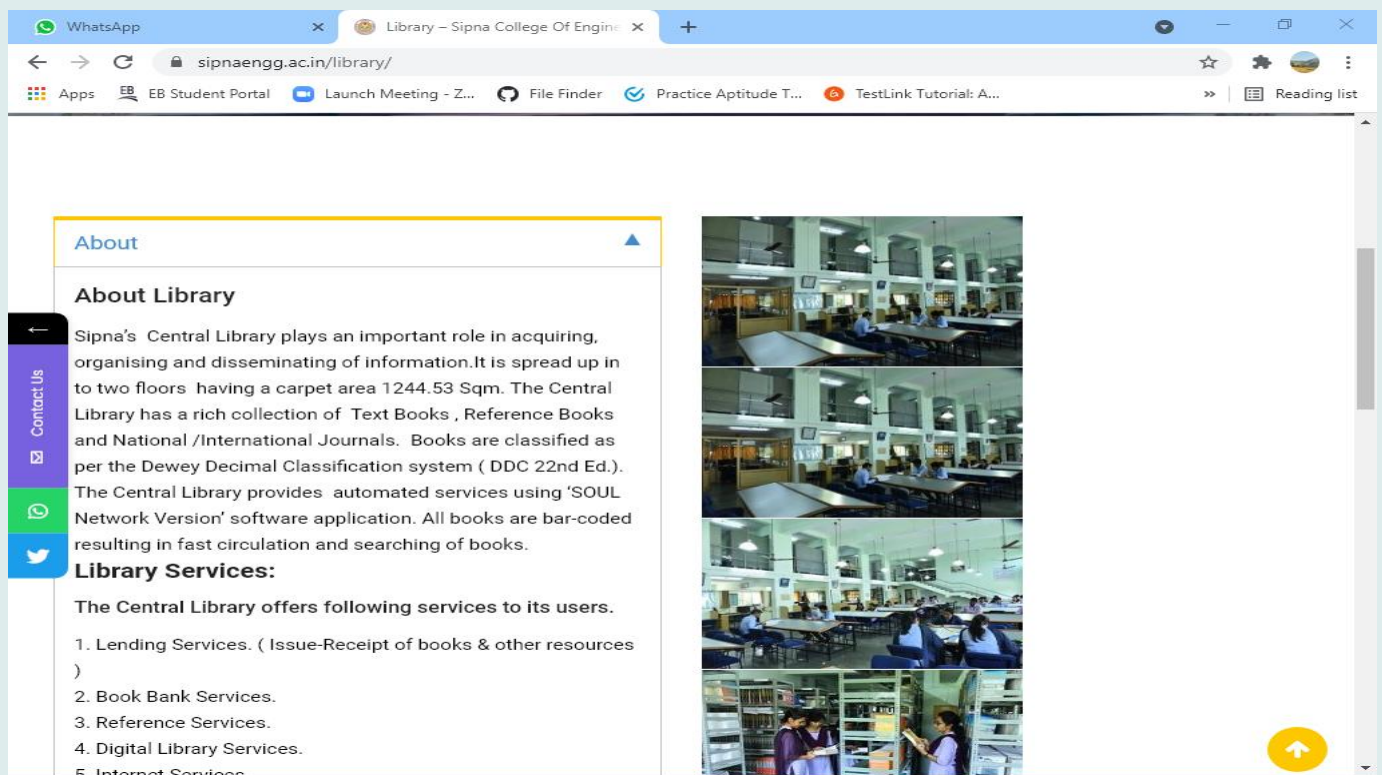 WhatsApp
Library – Sipna College Of Engine
sipnaengg.ac.in/library/
Apps
EB Student Portal
Launch Meeting - Z...
File Finder
Practice Aptitude T...
TestLink Tutorial: A...
»
Reading list
About
About Library
Sipna's Central Library plays an important role in acquiring,
organising and disseminating of information.It is spread up in
to two floors having a carpet area 1244.53 Sqm. The Central
Library has a rich collection of Text Books , Reference Books
and National /International Journals. Books are classified as
per the Dewey Decimal Classification system ( DDC 22nd Ed.).
The Central Library provides automated services using ‘SOUL
Network Version’ software application. All books are bar-coded
resulting in fast circulation and searching of books.
Library Services:
The Central Library offers following services to its users.
1. Lending Services. ( Issue-Receipt of books & other resources
)
2. Book Bank Services.
3. Reference Services.
4. Digital Library Services.
5. Internet Services
Contact Us